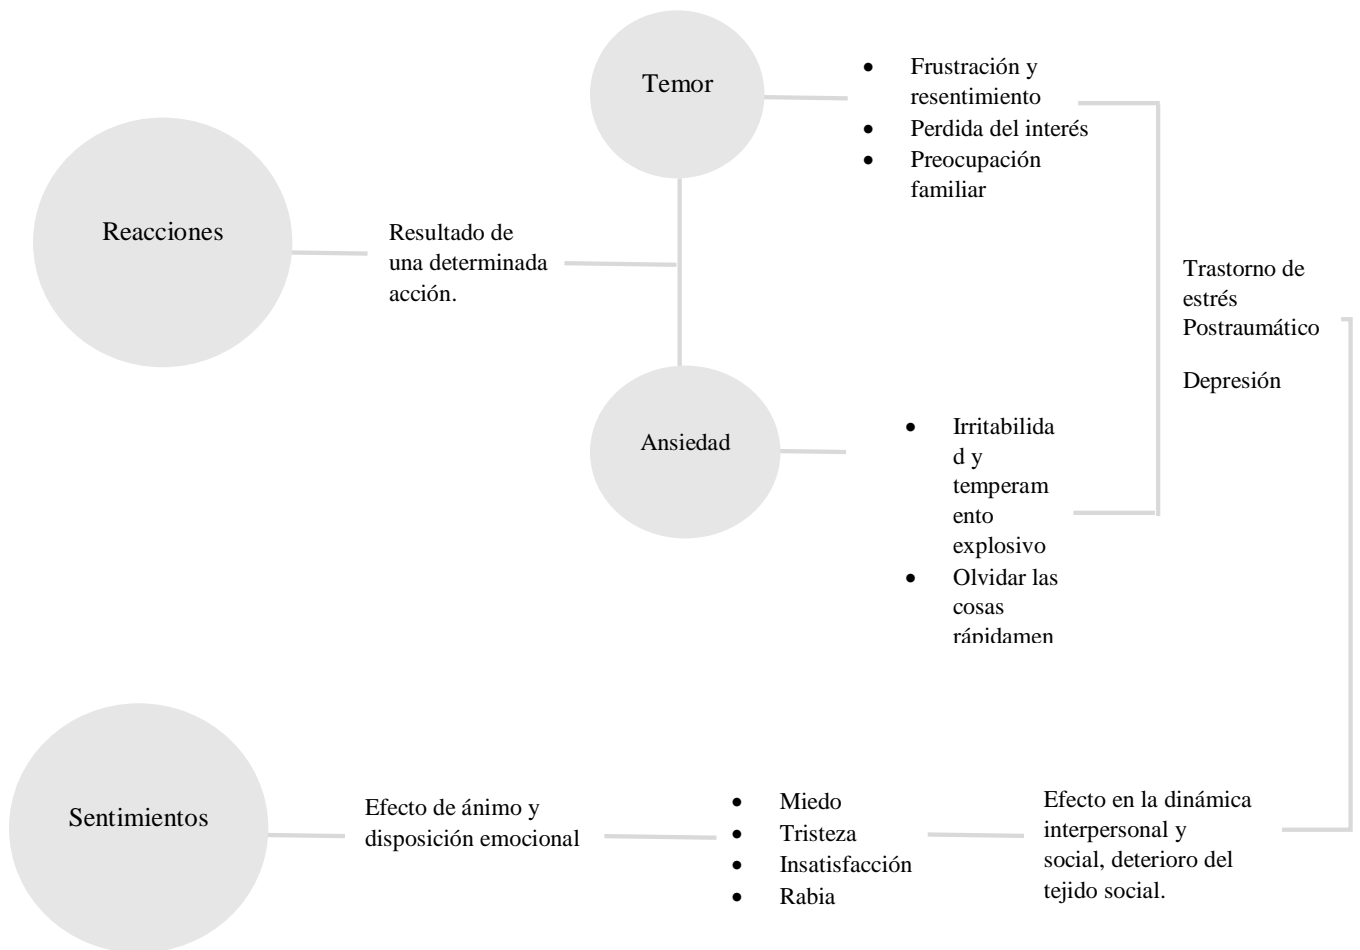 Reacciones
Resultado de
una determinada
acción.
Temor
• Frustración y
resentimiento
• Perdida del interés
• Preocupación
familiar
Ansiedad
• Irritabilida
d y
temperam
ento
explosivo
• Olvidar las
cosas
rápidamen
Trastorno de
estrés
Postraumático
Depresión
Sentimientos
Efecto de ánimo y
disposición emocional
• Miedo
• Tristeza
• Insatisfacción
• Rabia
Efecto en la dinámica
interpersonal y
social, deterioro del
tejido social.